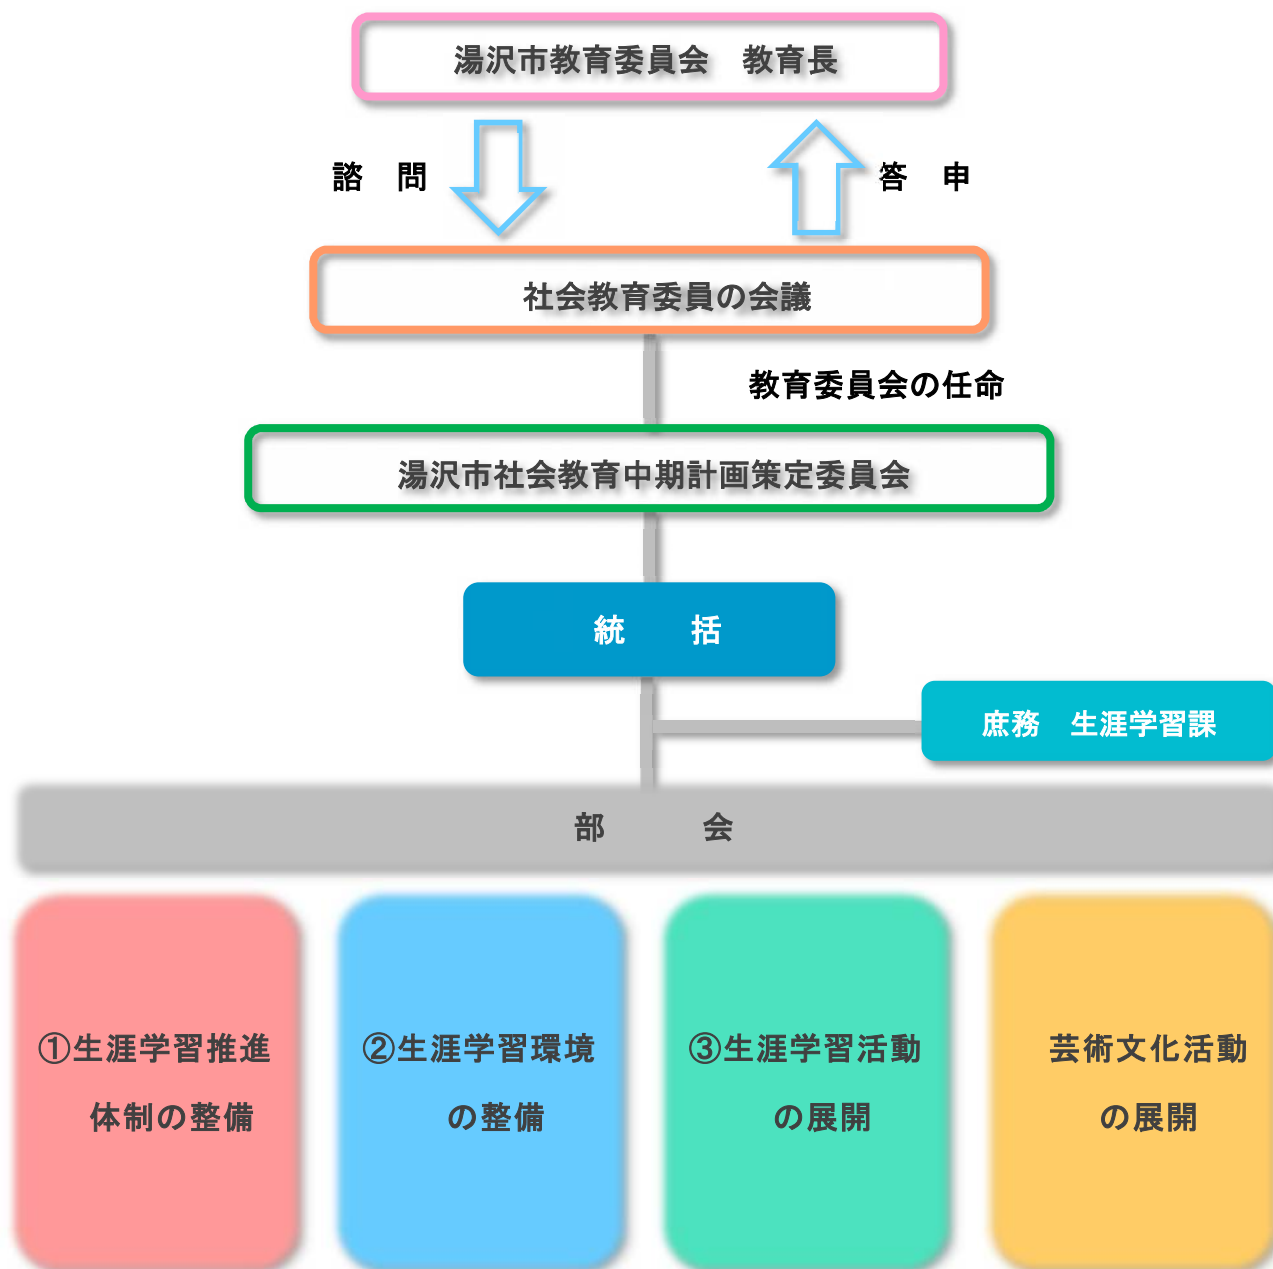 湯沢市教育委員会　教育長
諮　問
答　申
社会教育委員の会議
教育委員会の任命
湯沢市社会教育中期計画策定委員会
統　　括
庶務　生涯学習課
部　　　会
①生涯学習推進
体制の整備
②生涯学習環境
の整備
③生涯学習活動
の展開
芸術文化活動
の展開